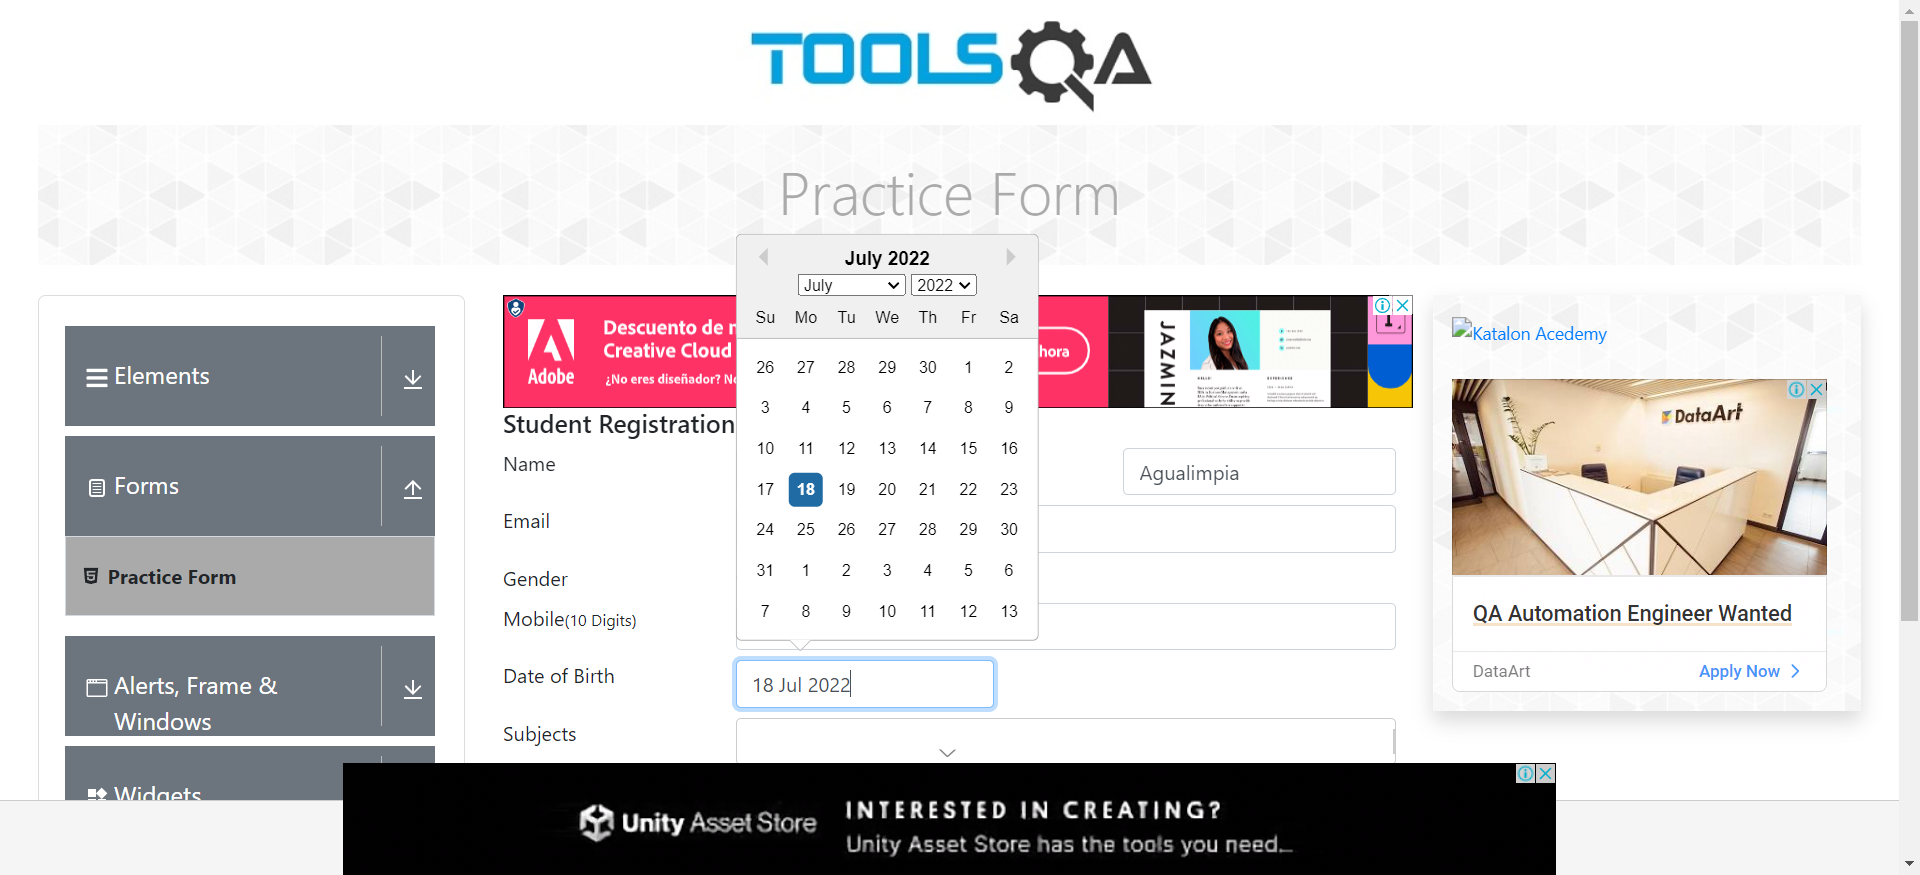 TOOLSQA
Practice Form
Elements
Forms
Practice Form
Alerts, Frame &
Windows
Widgets
Adobe
Descuento de
Creative Cloud
¿No eres diseñador?
hora
JAZMIN
HELLO!
EXPERIENCE
Student Registration
Name
Agualimpia
Email
Gender
Mobile(10 Digits)
Date of Birth
18 Jul 2022
Subjects
July 2022
July 2022
Su Mo Tu We Th Fr Sa
26 27 28 29 30 1 2
3 4 5 6 7 8 9
10 11 12 13 14 15 16
17 18 19 20 21 22 23
24 25 26 27 28 29 30
31 1 2 3 4 5 6
7 8 9 10 11 12 13
Katalon Acedemy
DataArt
QA Automation Engineer Wanted
DataArt
Apply Now
Unity Asset Store
INTERESTED IN CREATING?
Unity Asset Store has the tools you need...